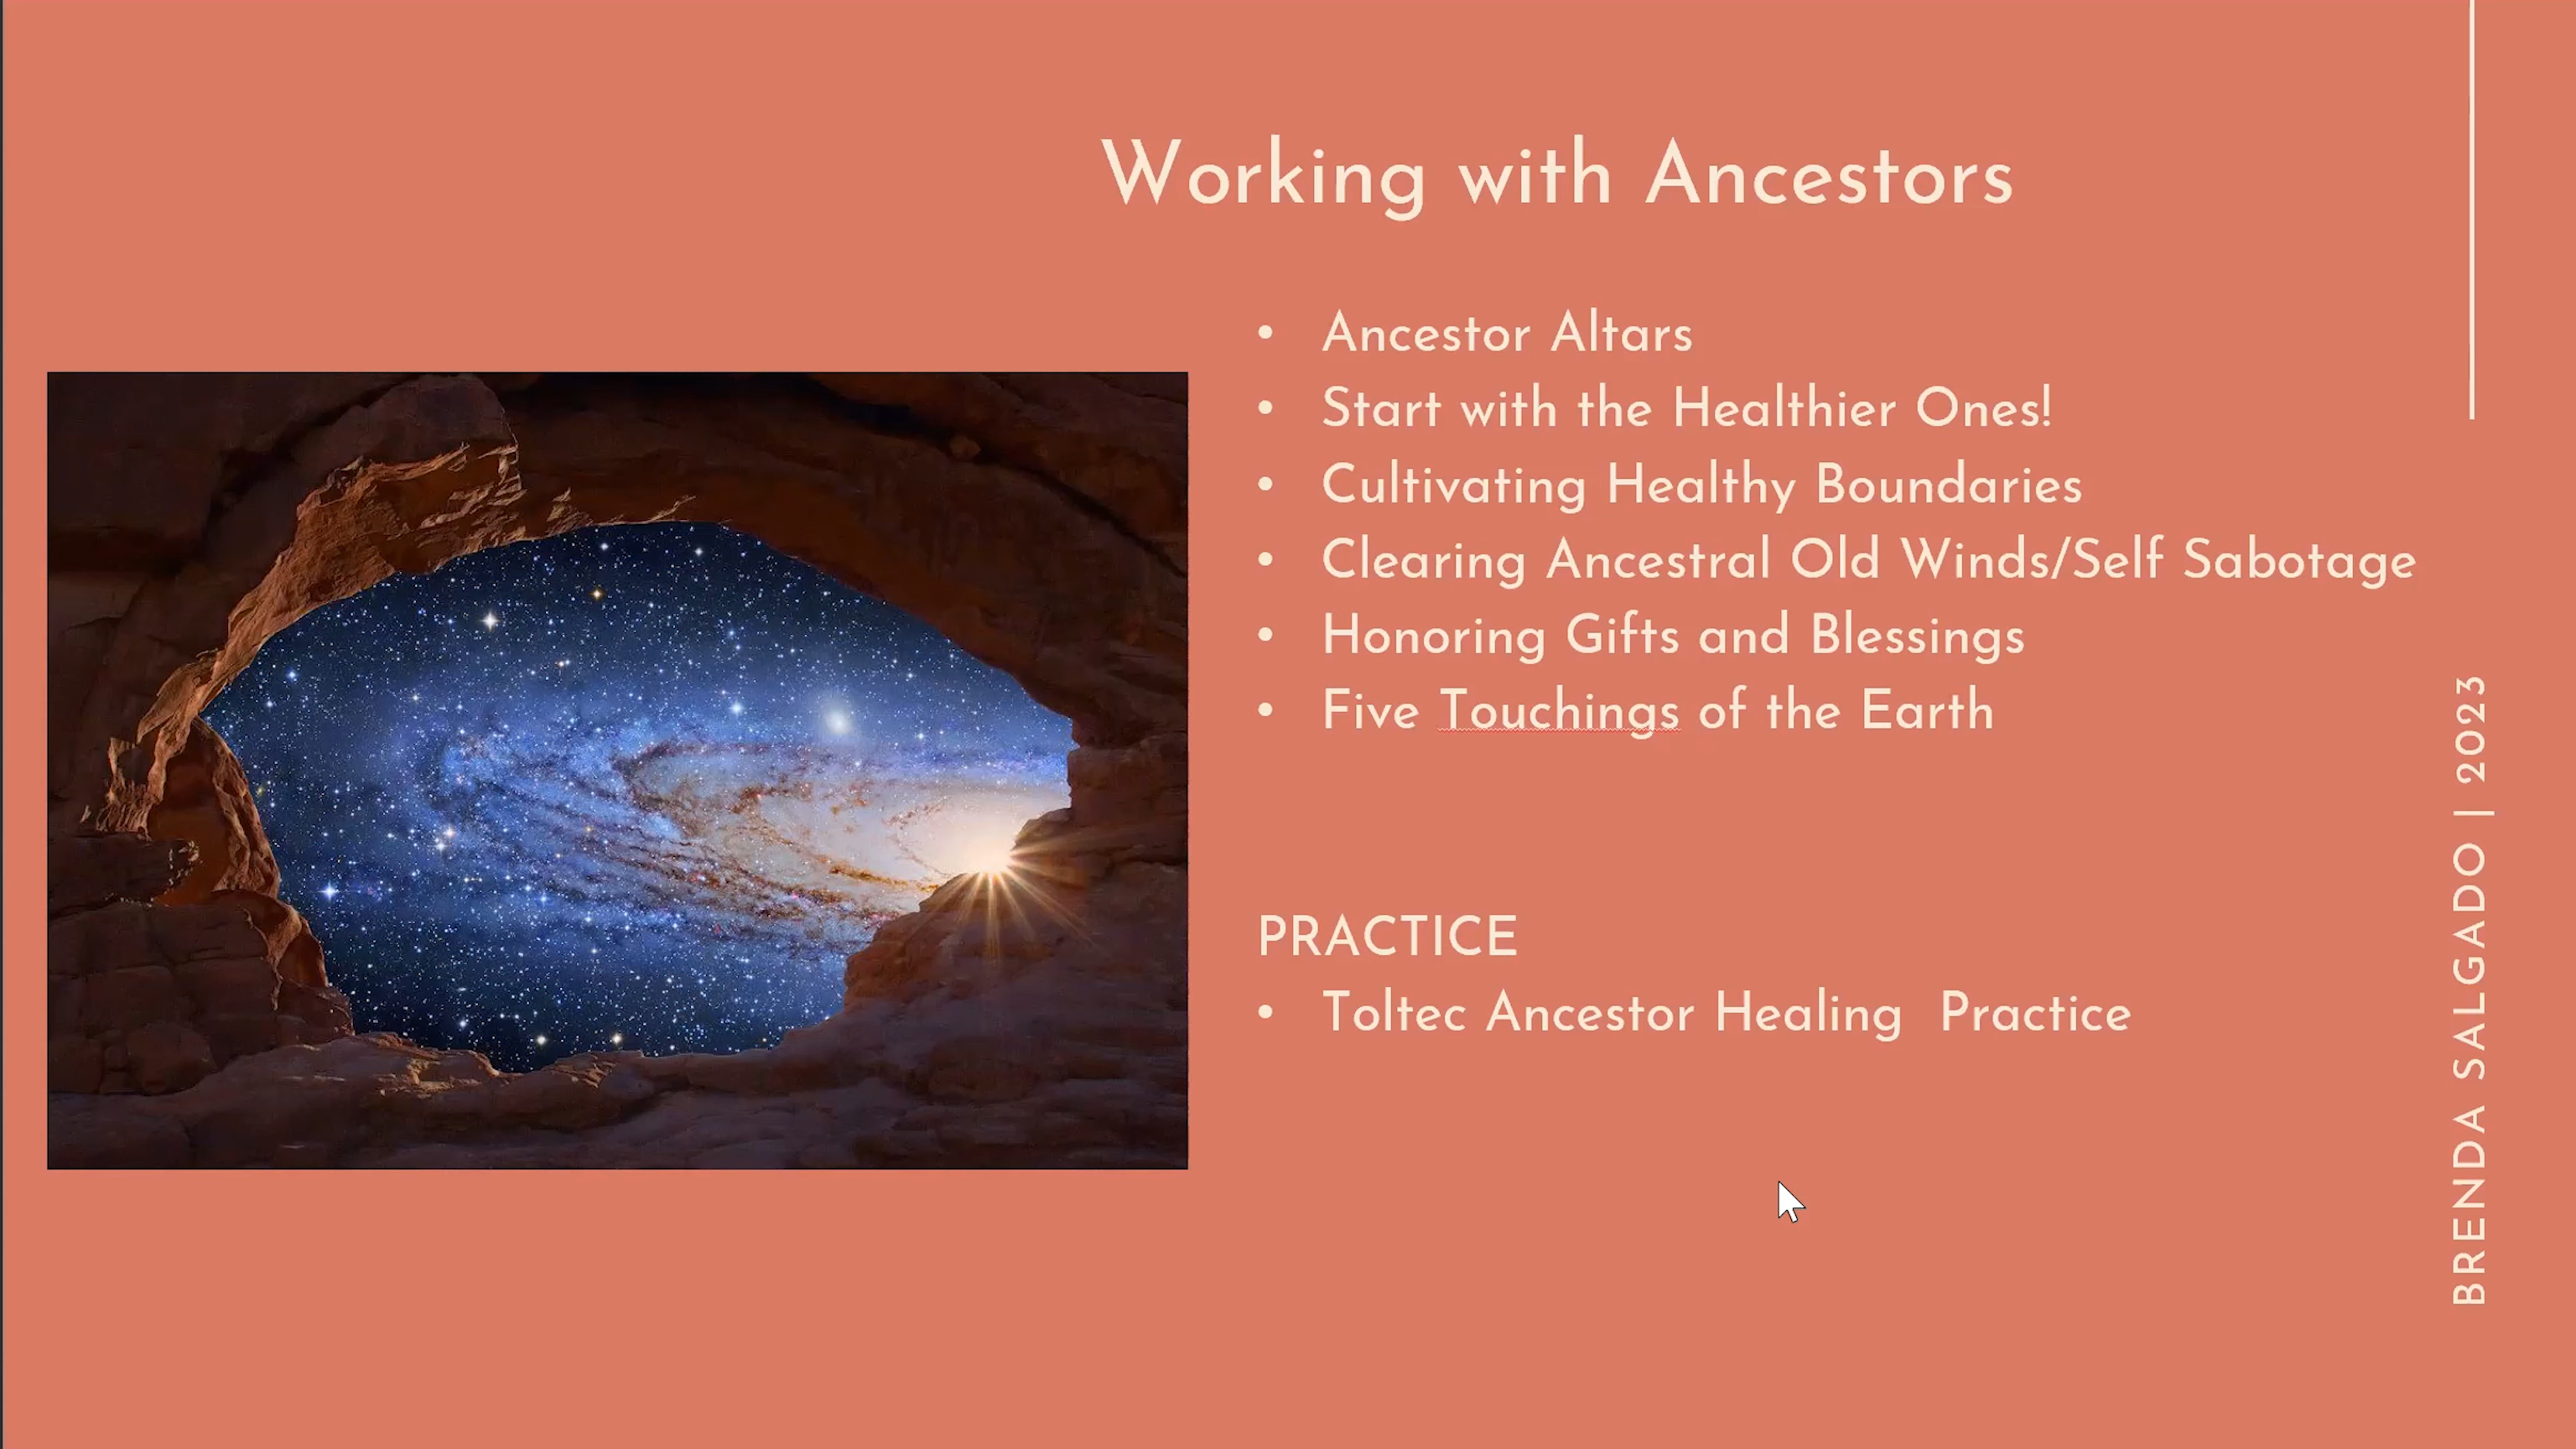 Working with Ancestors
• Ancestor Altars
• Start with the Healthier Ones!
• Cultivating Healthy Boundaries
• Clearing Ancestral Old Winds/Self Sabotage
• Honoring Gifts and Blessings
• Five Touchings of the Earth
PRACTICE
• Toltec Ancestor Healing  Practice
BRENDA SALGADO | 2023